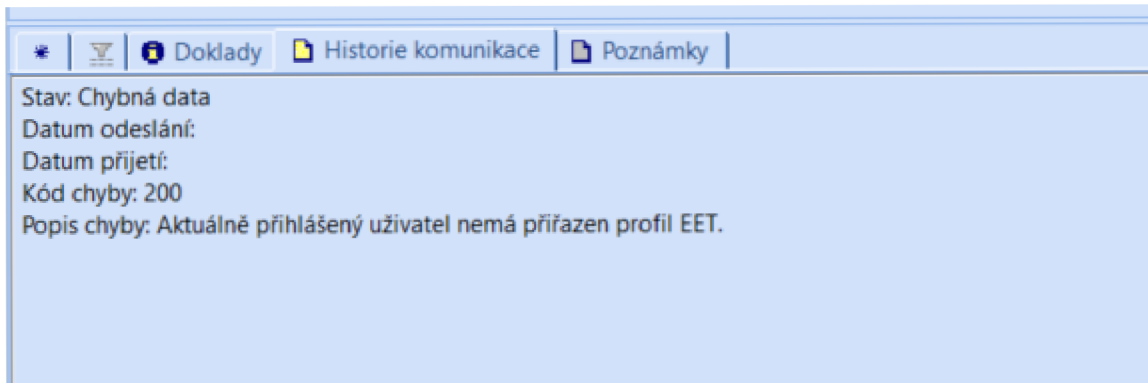 Doklady Historie komunikace Poznámky
Stav: Chybná data
Datum odeslání:
Datum přijetí:
Kód chyby: 200
Popis chyby: Aktuálně přihlášený uživatel nemá přiřazen profil EET.